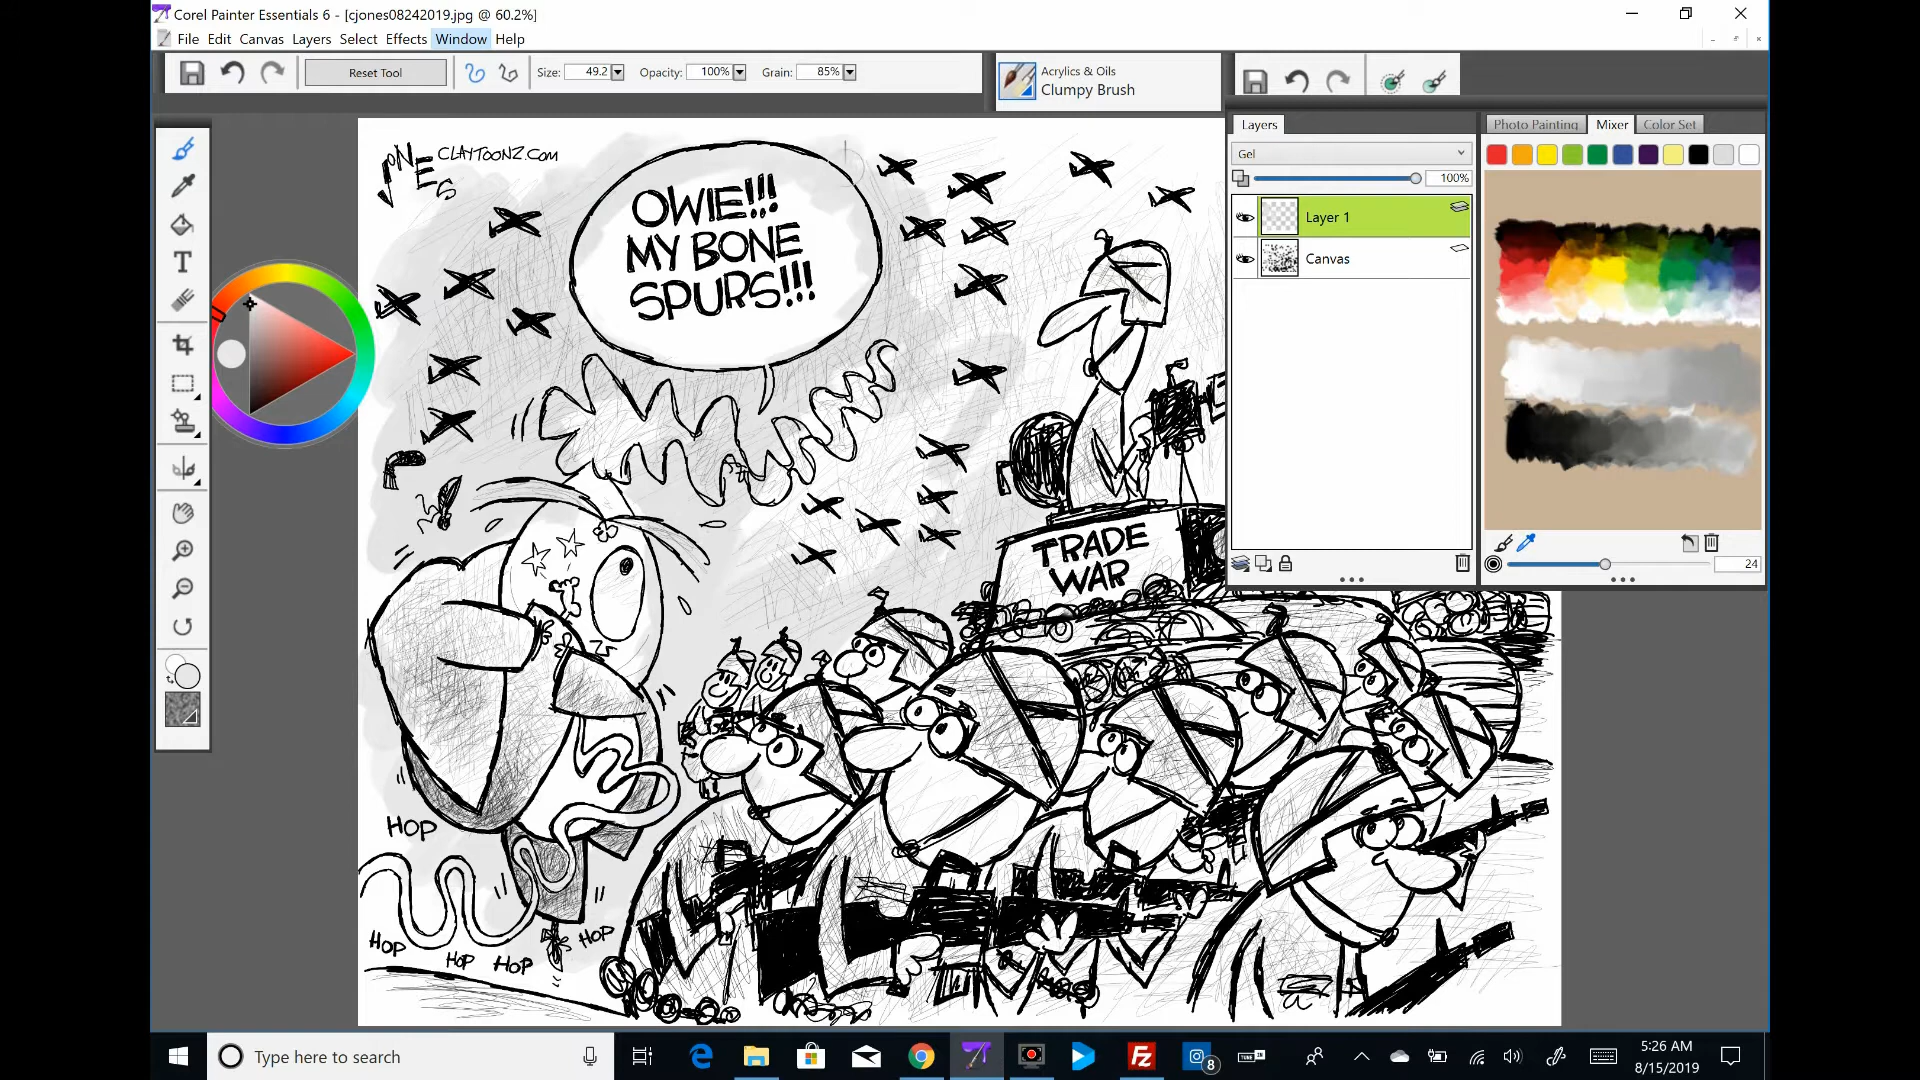 Corel Painter Essentials 6 - [cjones08242019.jpg @ 60.2%]
File Edit Canvas Layers Select Effects Window Help
Reset Tool
Size: 49.2
Opacity: 100%
Grain: 85%
Acrylics & Oils
Clumpy Brush
Layers
Gel
100%
Layer 1
Canvas
Photo Painting Mixer Color Set
24
JONES
CLAYTOONZ.COM
OWIE!!!
MY BONE
SPURS!!!
TRADE
WAR
HOP
HOP
HOP
HOP
HOP
Type here to search
8
5:26 AM
8/15/2019